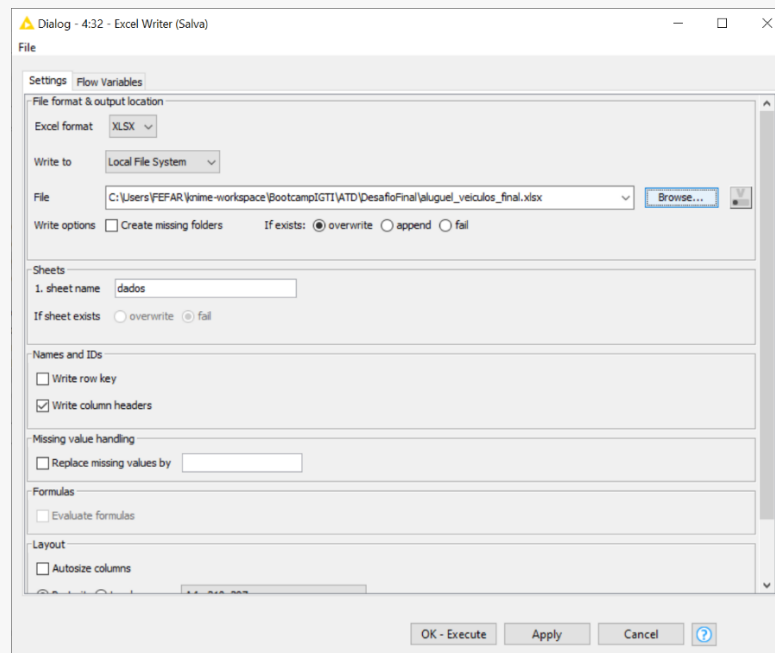 Dialog - 4:32 - Excel Writer (Salva)
File
Settings Flow Variables
File format & output location
Excel format XLSX
Write to Local File System
File C:\Users\FEFAR\knime-workspace\BootcampIGTI\ATD\DesafioFinal\aluguel_veiculos_final.xlsx Browse...
Write options Create missing folders If exists: overwrite append fail
Sheets
1. sheet name dados
If sheet exists overwrite fail
Names and IDs
Write row key
Write column headers
Missing value handling
Replace missing values by
Formulas
Evaluate formulas
Layout
Autosize columns
OK - Execute Apply Cancel ?